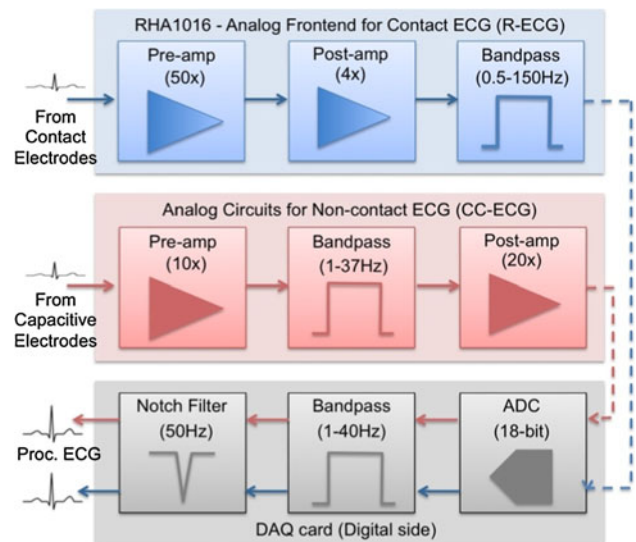 RHA1016 - Analog Frontend for Contact ECG (R-ECG)
Pre-amp
(50x)
Post-amp
(4x)
Bandpass
(0.5-150Hz)
From
Contact
Electrodes
Analog Circuits for Non-contact ECG (CC-ECG)
Pre-amp
(10x)
Bandpass
(1-37Hz)
Post-amp
(20x)
From
Capacitive
Electrodes
Notch Filter
(50Hz)
Bandpass
(1-40Hz)
ADC
(18-bit)
Proc. ECG
DAQ card (Digital side)